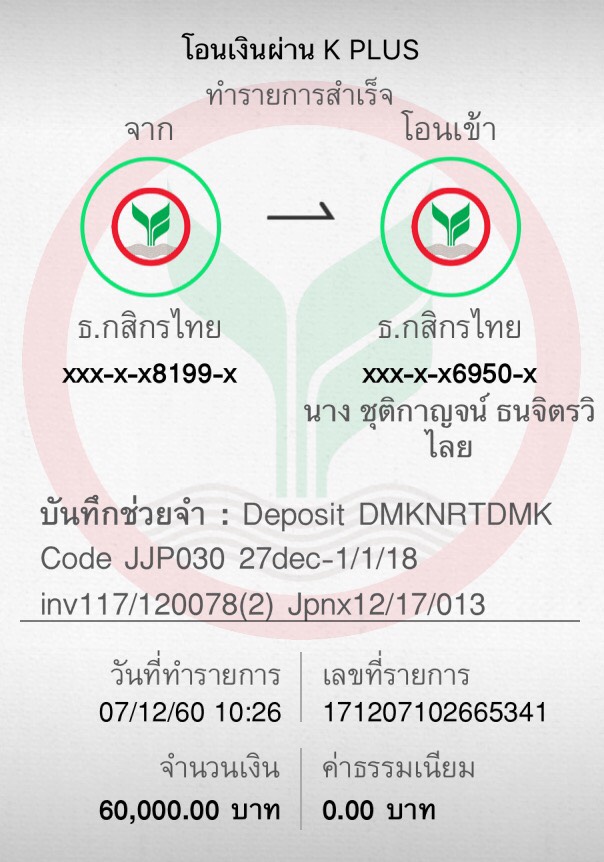 โอนเงินผ่าน K PLUS
ทำรายการสำเร็จ
จาก
โอนเข้า
ธ.กสิกรไทย
xxx-x-x8199-x
ธ.กสิกรไทย
xxx-x-x6950-x
นาง ชุติกาญจน์ ธนจิตรวิ
ไลย
บันทึกช่วยจำ : Deposit DMKNRTDMK
Code JJP030 27dec-1/1/18
inv117/120078(2) Jpnx12/17/013
วันที่ทำรายการ
07/12/60 10:26
เลขที่รายการ
171207102665341
จำนวนเงิน
60,000.00 บาท
ค่าธรรมเนียม
0.00 บาท